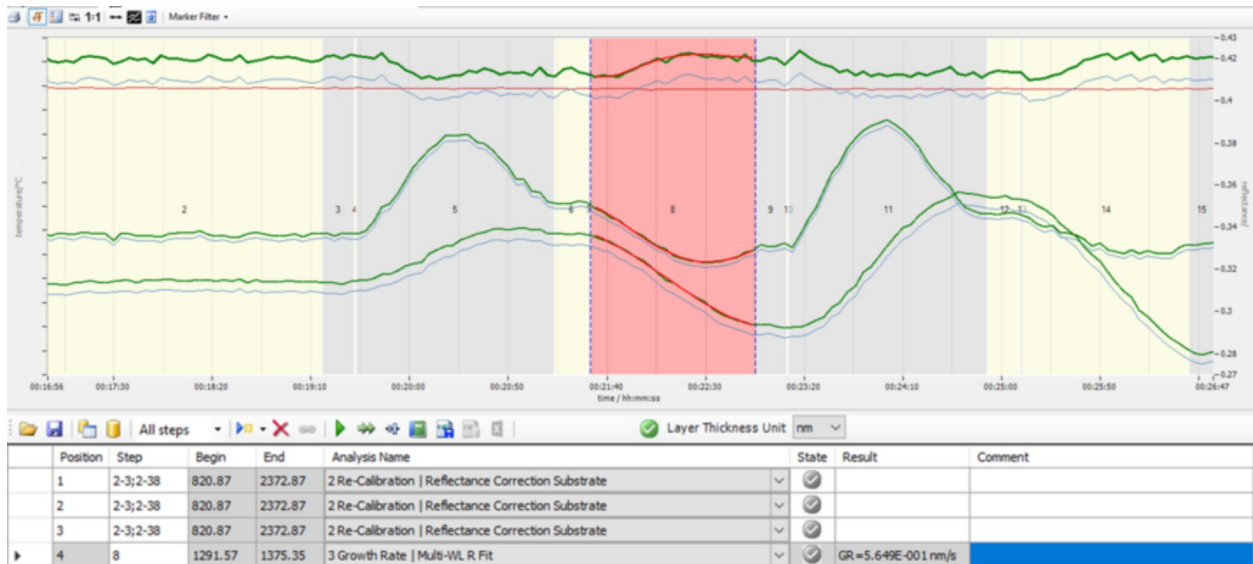 1:1 Marker Filter
0.43
0.42
0.4
0.38
0.36
0.34
0.32
0.3
0.28
0.27
temperature/°C
reflectance/
2 3 4 5 6 8 9 10 11 12 13 14 15
00:16:56 00:17:30 00:18:20 00:19:10 00:20:00 00:20:50 00:21:40 00:22:30 00:23:20 00:24:10 00:25:00 00:25:50 00:26:47
time / hh:mm:ss
All steps Layer Thickness Unit nm
Position Step Begin End Analysis Name State Result Comment
1 2-3;2-38 820.87 2372.87 2 Re-Calibration | Reflectance Correction Substrate
2 2-3;2-38 820.87 2372.87 2 Re-Calibration | Reflectance Correction Substrate
3 2-3;2-38 820.87 2372.87 2 Re-Calibration | Reflectance Correction Substrate
4 8 1291.57 1375.35 3 Growth Rate | Multi-WL R Fit GR=5.649E-001 nm/s